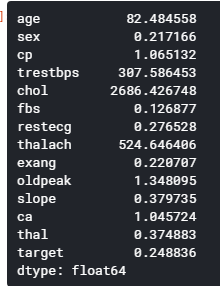 age 82.484558
sex 0.217166
cp 1.065132
trestbps 307.586453
chol 2686.426748
fbs 0.126877
restecg 0.276528
thalach 524.646406
exang 0.220707
oldpeak 1.348095
slope 0.379735
ca 1.045724
thal 0.374883
target 0.248836
dtype: float64